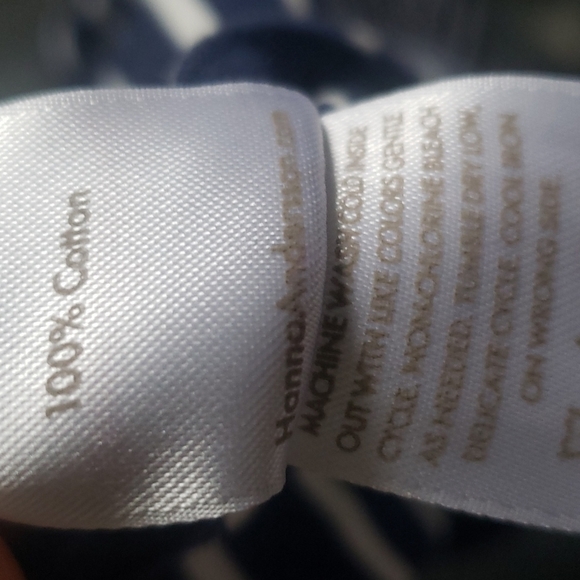 100% Cotton
HannaAndersson.com
MACHINE WASH COLD INSIDE
OUT WITH LIKE COLORS GENTLE
CYCLE. NON-CHLORINE BLEACH
AS NEEDED. TUMBLE DRY LOW,
DELICATE CYCLE. COOL IRON
ON WRONG SIDE